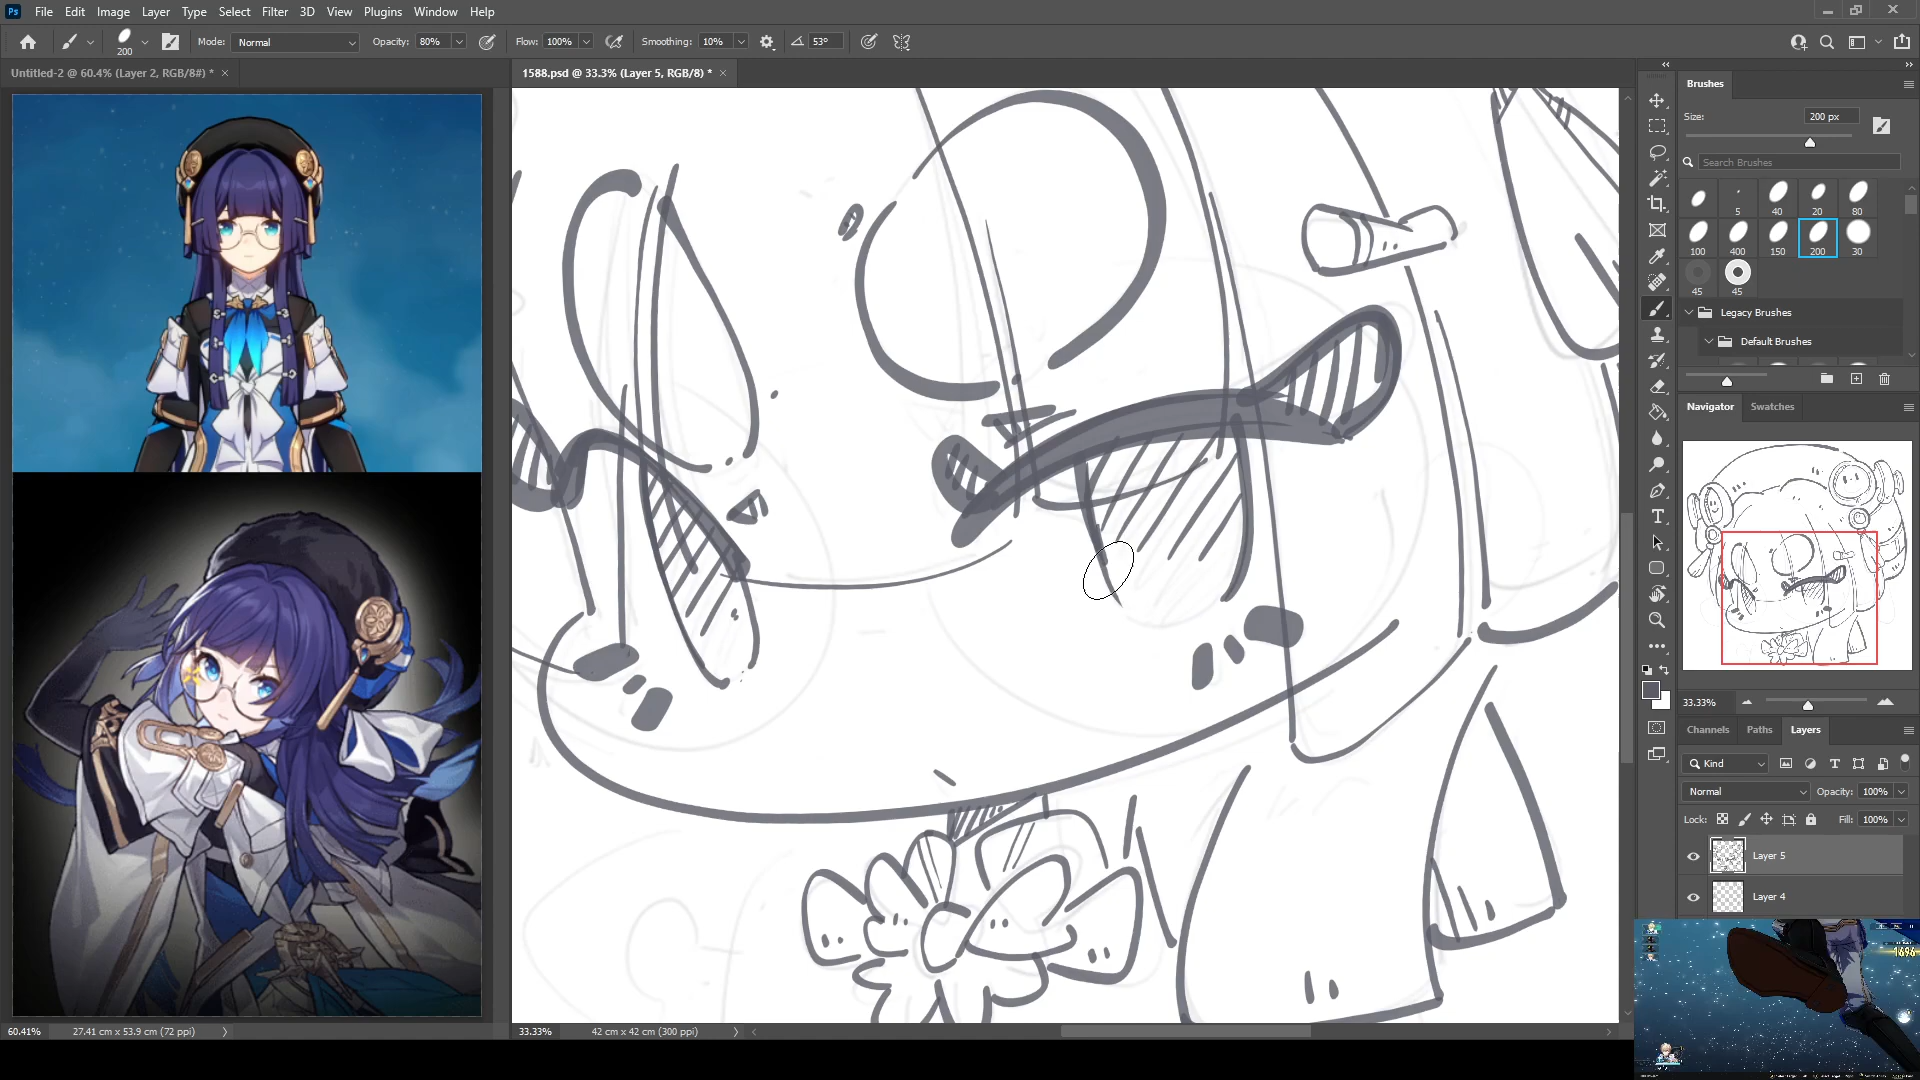 Ps File Edit Image Layer Type Select Filter 3D View Plugins Window Help
200 Mode: Normal Opacity: 80% Flow: 100% Smoothing: 10% 53°
Untitled-2 @ 60.4% (Layer 2, RGB/8#) * ×
1588.psd @ 33.3% (Layer 5, RGB/8) * ×
Brushes
Size: 200 px
Search Brushes
5 40 20 80
100 400 150 200 30
45 45
Legacy Brushes
Default Brushes
Navigator Swatches
33.33%
Channels Paths Layers
Kind
Normal Opacity: 100%
Lock: Fill: 100%
Layer 5
Layer 4
1696
60.41% 27.41 cm x 53.9 cm (72 ppi)
33.33% 42 cm x 42 cm (300 ppi)